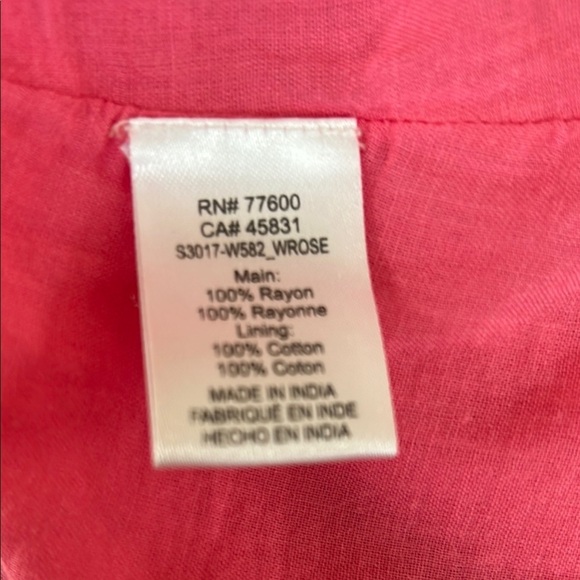 RN# 77600
CA# 45831
S3017-W582_WROSE
Main:
100% Rayon
100% Rayonne
Lining:
100% Cotton
100% Coton
MADE IN INDIA
FABRIQUÉ EN INDE
HECHO EN INDIA